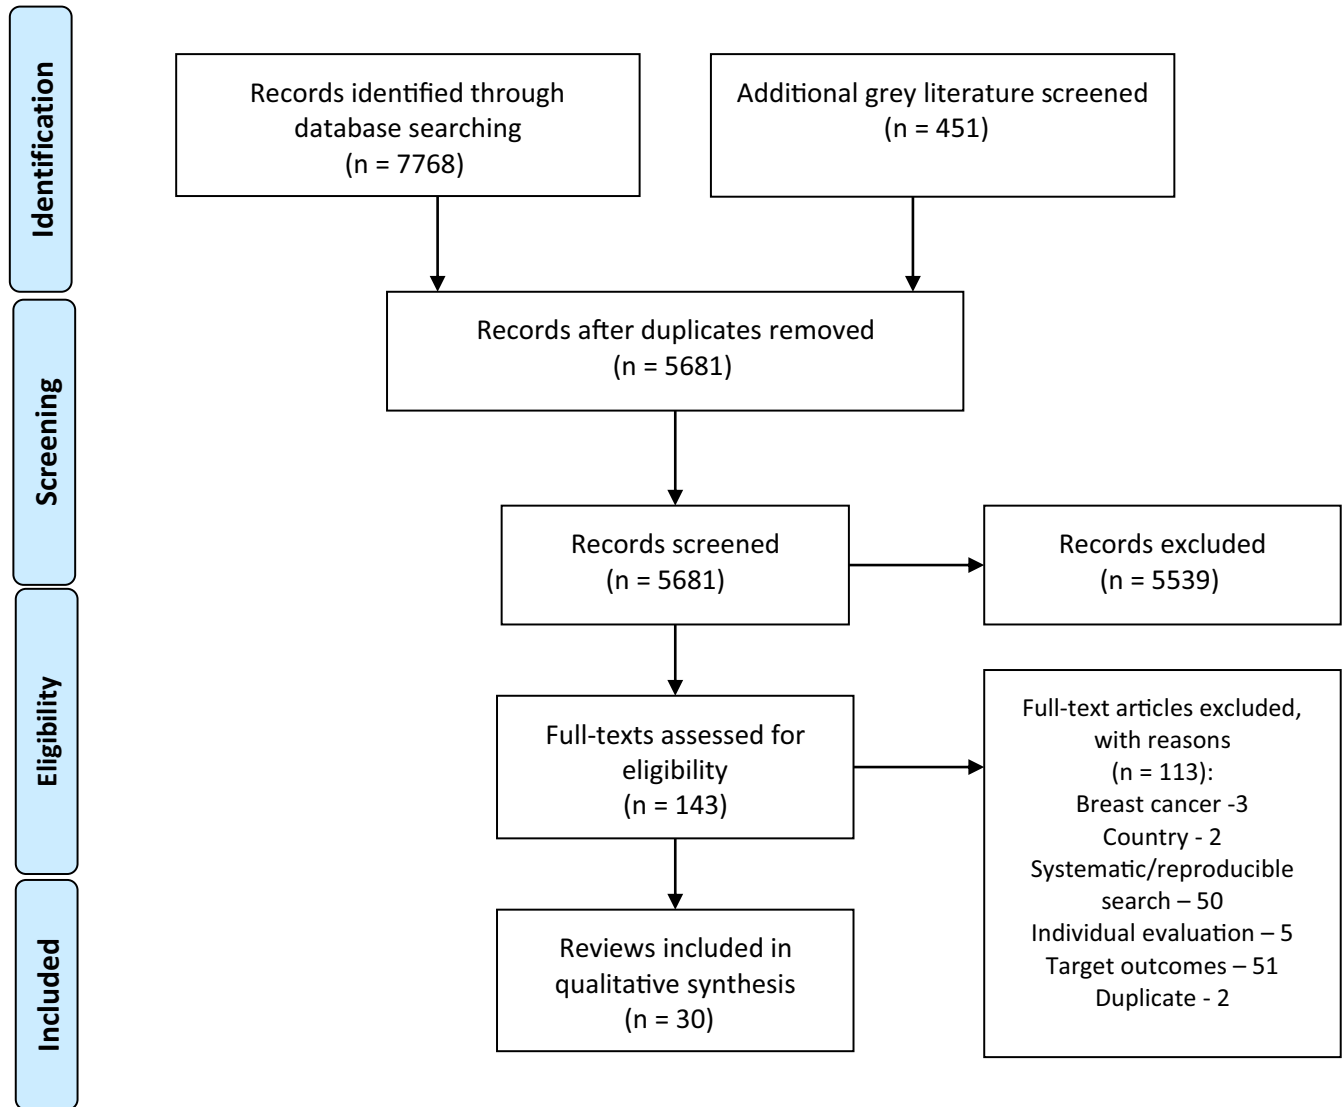 Identification
Records identified through
database searching
(n = 7768)
Additional grey literature screened
(n = 451)
Screening
Records after duplicates removed
(n = 5681)
Records screened
(n = 5681)
Records excluded
(n = 5539)
Eligibility
Full-texts assessed for
eligibility
(n = 143)
Full-text articles excluded,
with reasons
(n = 113):
Breast cancer -3
Country - 2
Systematic/reproducible
search – 50
Individual evaluation – 5
Target outcomes – 51
Duplicate - 2
Included
Reviews included in
qualitative synthesis
(n = 30)